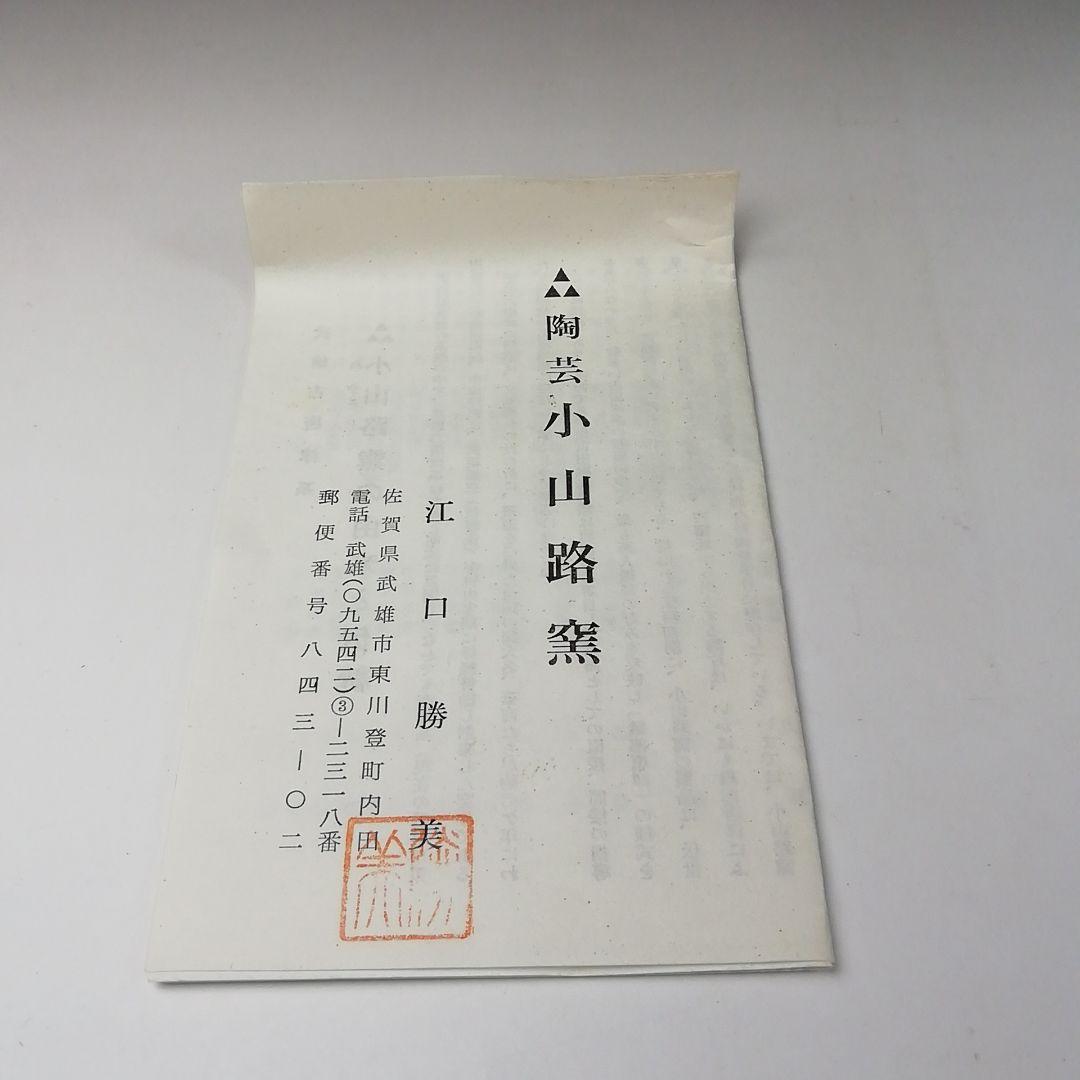 陶芸小山路窯
江口勝美
佐賀県武雄市東川登町内田
電話 武雄(〇九五四二)③―二三一八番
郵便番号八四三―〇二